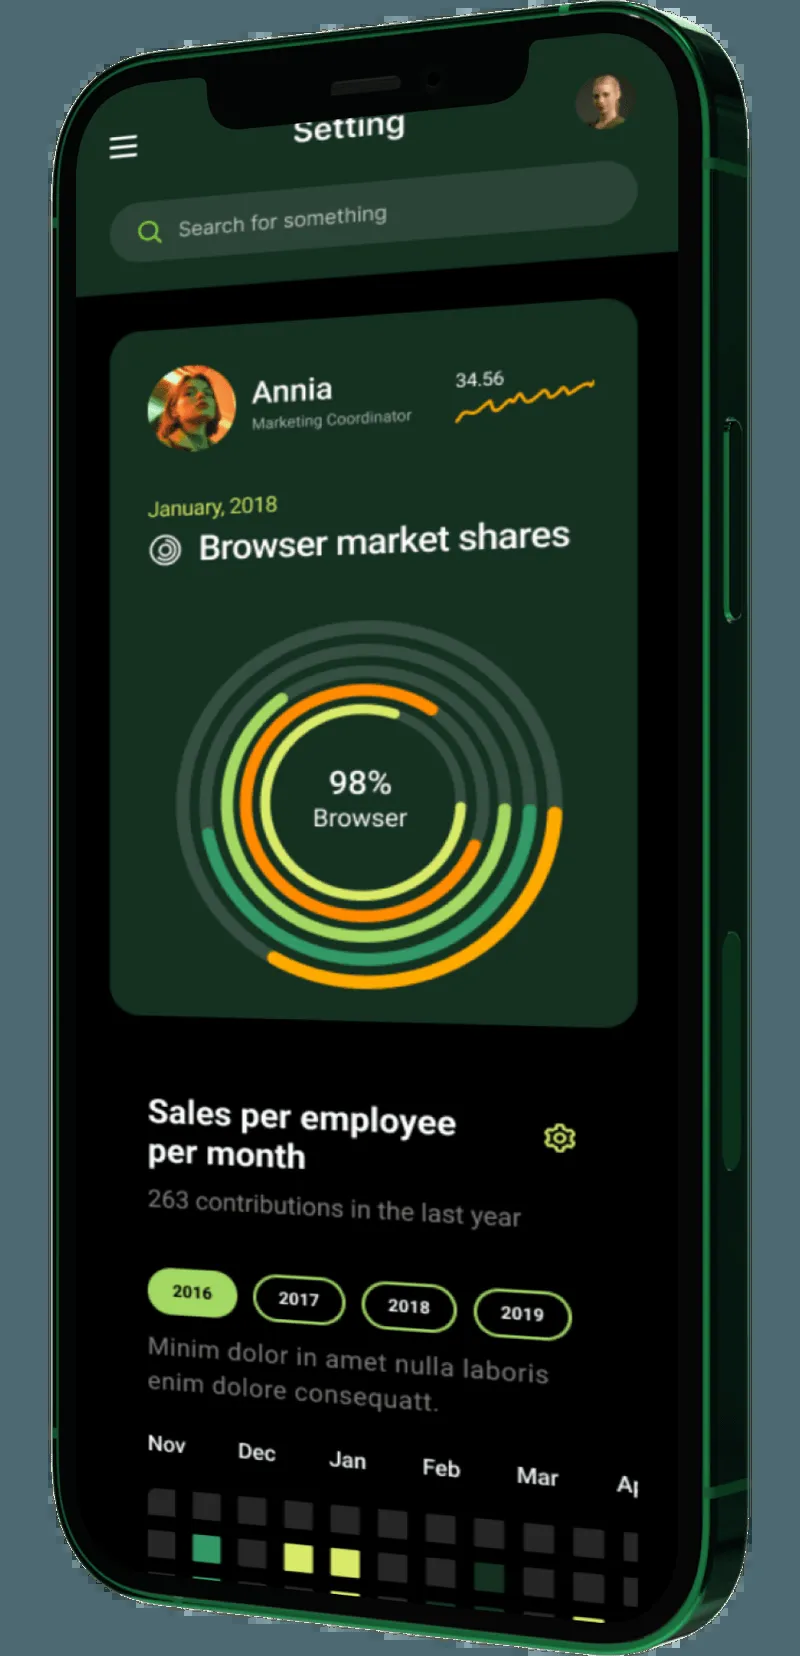 Setting
Search for something
Annia
34.56
Marketing Coordinator
January, 2018
Browser market shares
98%
Browser
Sales per employee
per month
263 contributions in the last year
2016 2017 2018 2019
Minim dolor in amet nulla laboris
enim dolore consequatt.
Nov Dec Jan Feb Mar